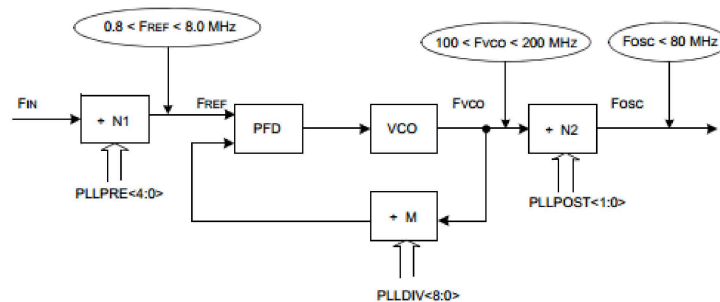 0.8 < FREF < 8.0 MHz
100 < FVCO < 200 MHz
FOSC < 80 MHz
FIN
÷ N1
FREF
PFD
VCO
FVCO
÷ N2
FOSC
PLLPRE<4:0>
÷ M
PLLPOST<1:0>
PLLDIV<8:0>